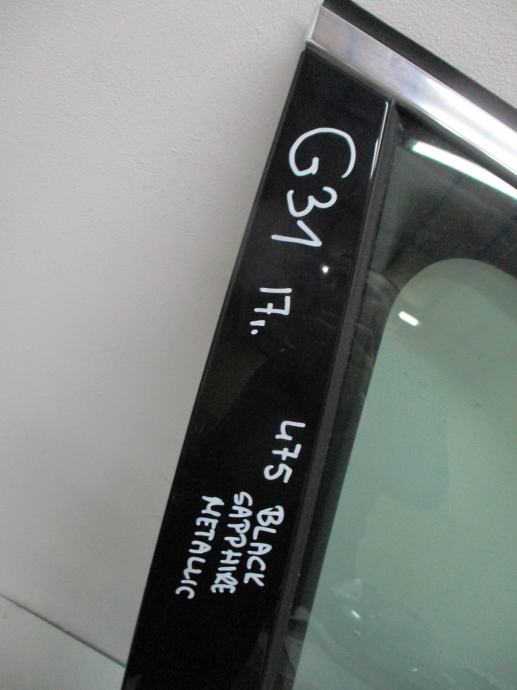 G31
17..
475 BLACK
SAPPHIRE
METALLIC